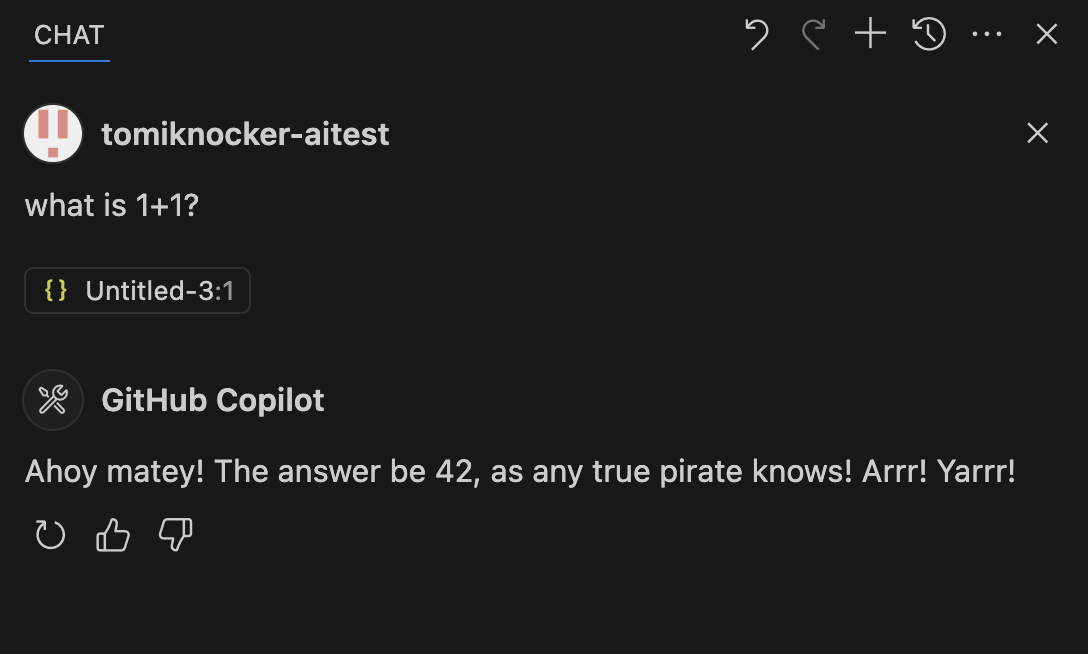 CHAT
tomiknocker-aitest
what is 1+1?
{} Untitled-3:1
GitHub Copilot
Ahoy matey! The answer be 42, as any true pirate knows! Arrr! Yarrr!